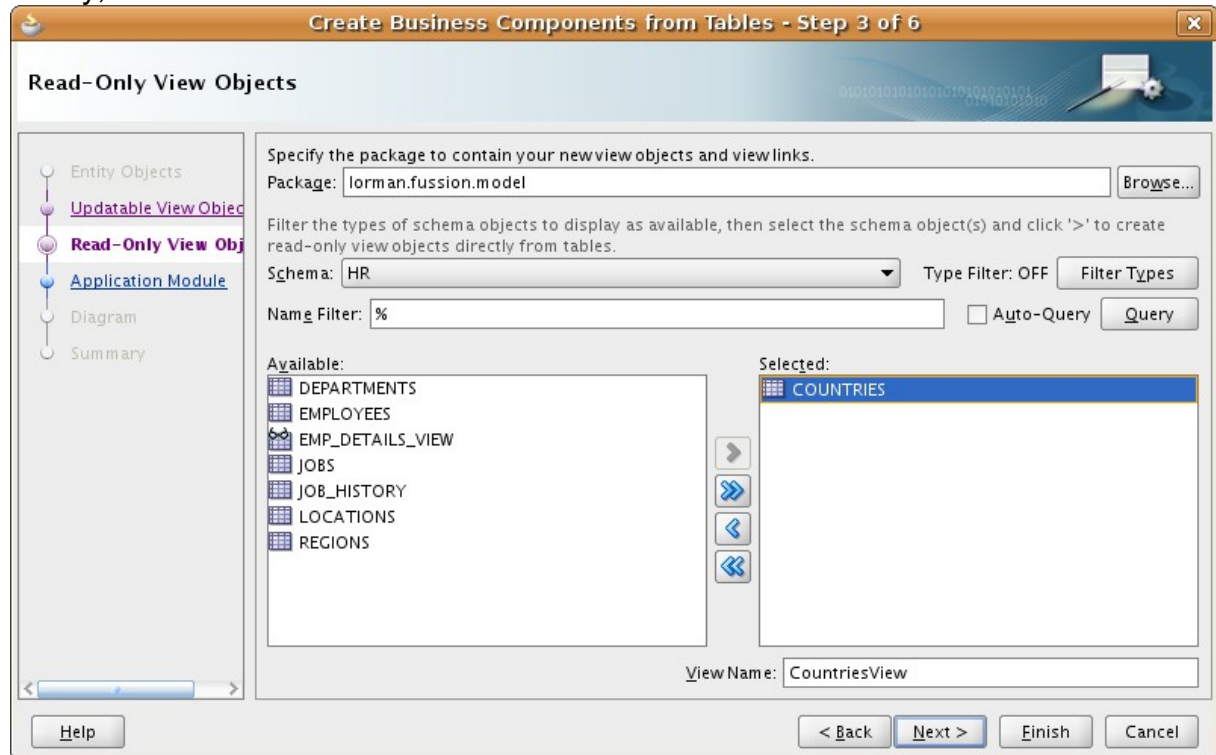 Create Business Components from Tables - Step 3 of 6
Read-Only View Objects
Entity Objects
Updatable View Objec
Read-Only View Obj
Application Module
Diagram
Summary
Specify the package to contain your new view objects and view links.
Package: lorman.fussion.model Browse...
Filter the types of schema objects to display as available, then select the schema object(s) and click '>' to create
read-only view objects directly from tables.
Schema: HR Type Filter: OFF Filter Types
Name Filter: % Auto-Query Query
Available:
DEPARTMENTS
EMPLOYEES
EMP_DETAILS_VIEW
JOBS
JOB_HISTORY
LOCATIONS
REGIONS
Selected:
COUNTRIES
View Name: CountriesView
Help < Back Next > Finish Cancel